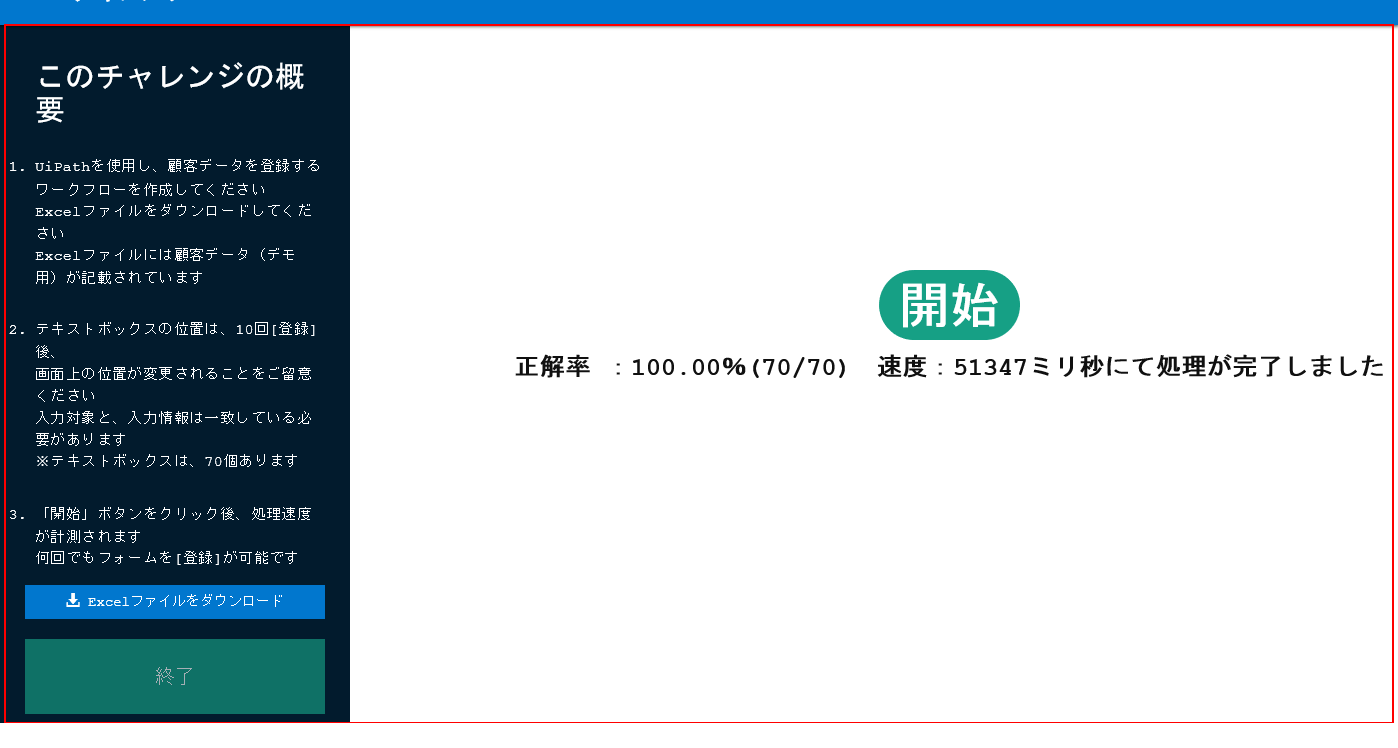 このチャレンジの概
要
1. UiPathを使用し、顧客データを登録する
ワークフローを作成してください
Excelファイルをダウンロードしてくだ
さい
Excelファイルには顧客データ（デモ
用）が記載されています
2. テキストボックスの位置は、10回[登録]
後、
画面上の位置が変更されることをご留意
ください
入力対象と、入力情報は一致している必
要があります
※テキストボックスは、70個あります
3. 「開始」ボタンをクリック後、処理速度
が計測されます
何回でもフォームを[登録]が可能です
Excelファイルをダウンロード
終了
開始
正解率 ：100.00%(70/70) 速度：51347ミリ秒にて処理が完了しました